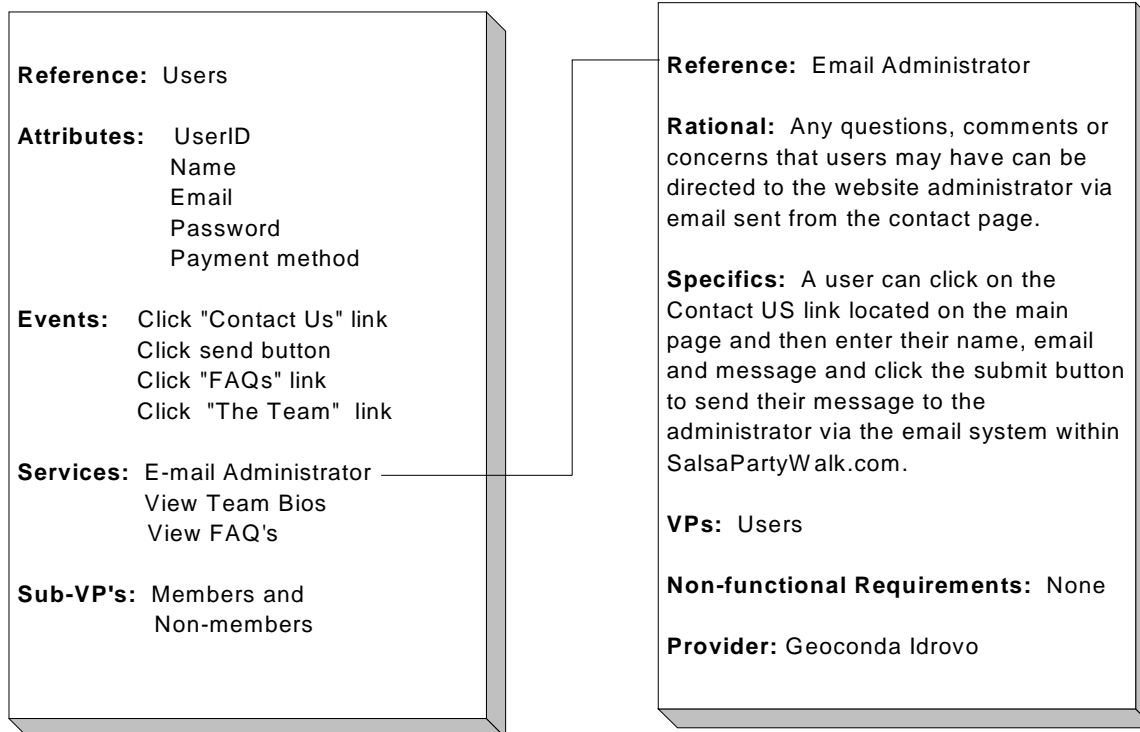 Reference: Users
Attributes: UserID
Name
Email
Password
Payment method
Events: Click "Contact Us" link
Click send button
Click "FAQs" link
Click "The Team" link
Services: E-mail Administrator
View Team Bios
View FAQ's
Sub-VP's: Members and
Non-members
Reference: Email Administrator
Rational: Any questions, comments or
concerns that users may have can be
directed to the website administrator via
email sent from the contact page.
Specifics: A user can click on the
Contact US link located on the main
page and then enter their name, email
and message and click the submit button
to send their message to the
administrator via the email system within
SalsaPartyWalk.com.
VPs: Users
Non-functional Requirements: None
Provider: Geoconda Idrovo